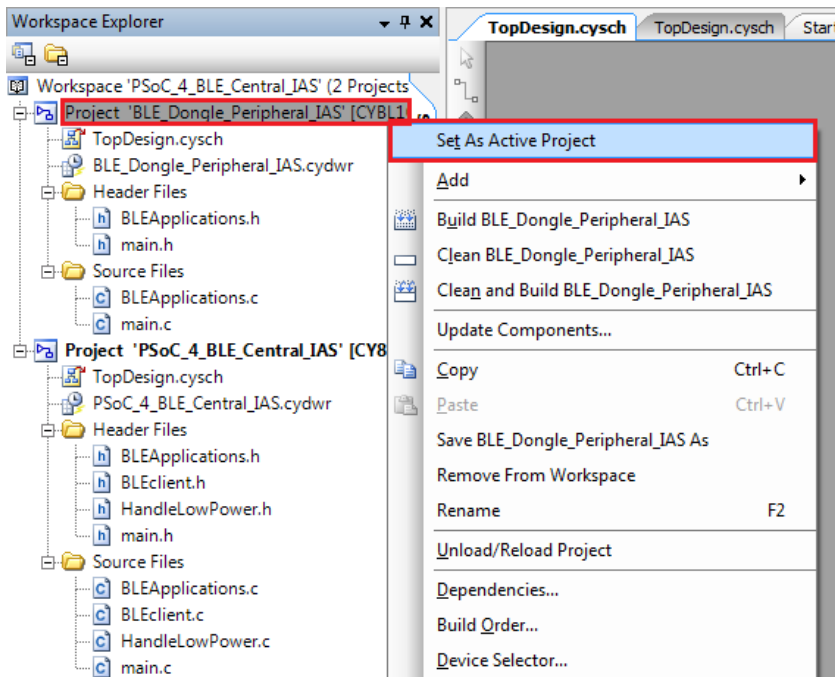 Workspace Explorer
Workspace 'PSoC_4_BLE_Central_IAS' (2 Projects
Project 'BLE_Dongle_Peripheral_IAS' [CYBL1
TopDesign.cysch
BLE_Dongle_Peripheral_IAS.cydwr
Header Files
BLEApplications.h
main.h
Source Files
BLEApplications.c
main.c
Project 'PSoC_4_BLE_Central_IAS' [CY8
TopDesign.cysch
PSoC_4_BLE_Central_IAS.cydwr
Header Files
BLEApplications.h
BLEclient.h
HandleLowPower.h
main.h
Source Files
BLEApplications.c
BLEclient.c
HandleLowPower.c
main.c
TopDesign.cysch TopDesign.cysch Star
Set As Active Project
Add
Build BLE_Dongle_Peripheral_IAS
Clean BLE_Dongle_Peripheral_IAS
Clean and Build BLE_Dongle_Peripheral_IAS
Update Components...
Copy Ctrl+C
Paste Ctrl+V
Save BLE_Dongle_Peripheral_IAS As
Remove From Workspace
Rename F2
Unload/Reload Project
Dependencies...
Build Order...
Device Selector...